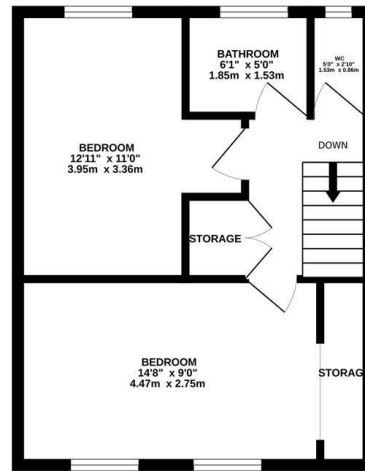 BATHROOM
6'1" x 5'0"
1.85m x 1.53m
WC
5'0" x 2'10"
1.53m x 0.86m
BEDROOM
12'11" x 11'0"
3.95m x 3.36m
DOWN
STORAGE
BEDROOM
14'8" x 9'0"
4.47m x 2.75m
STORAG